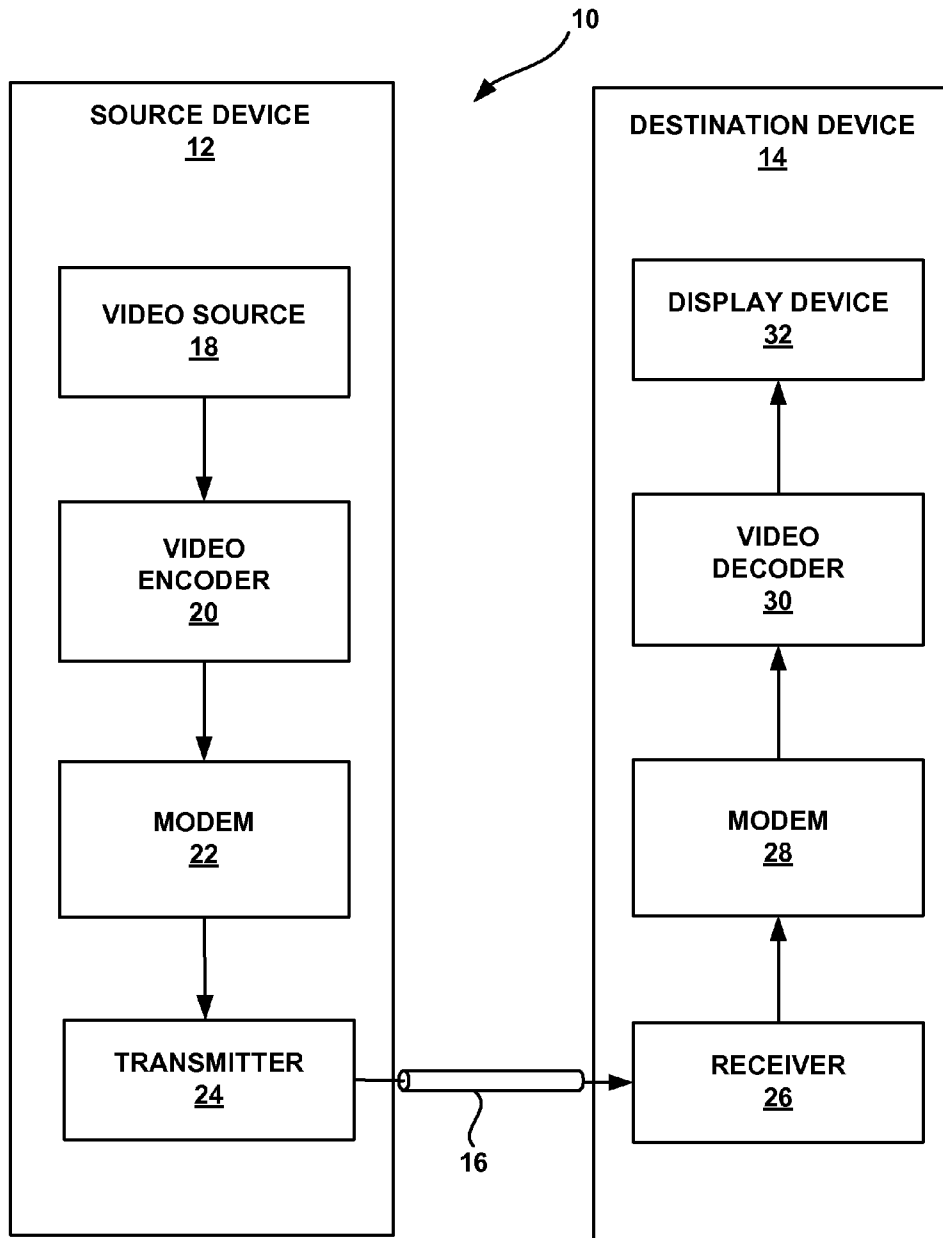 10
SOURCE DEVICE
12
VIDEO SOURCE
18
VIDEO
ENCODER
20
MODEM
22
TRANSMITTER
24
16
DESTINATION DEVICE
14
DISPLAY DEVICE
32
VIDEO
DECODER
30
MODEM
28
RECEIVER
26